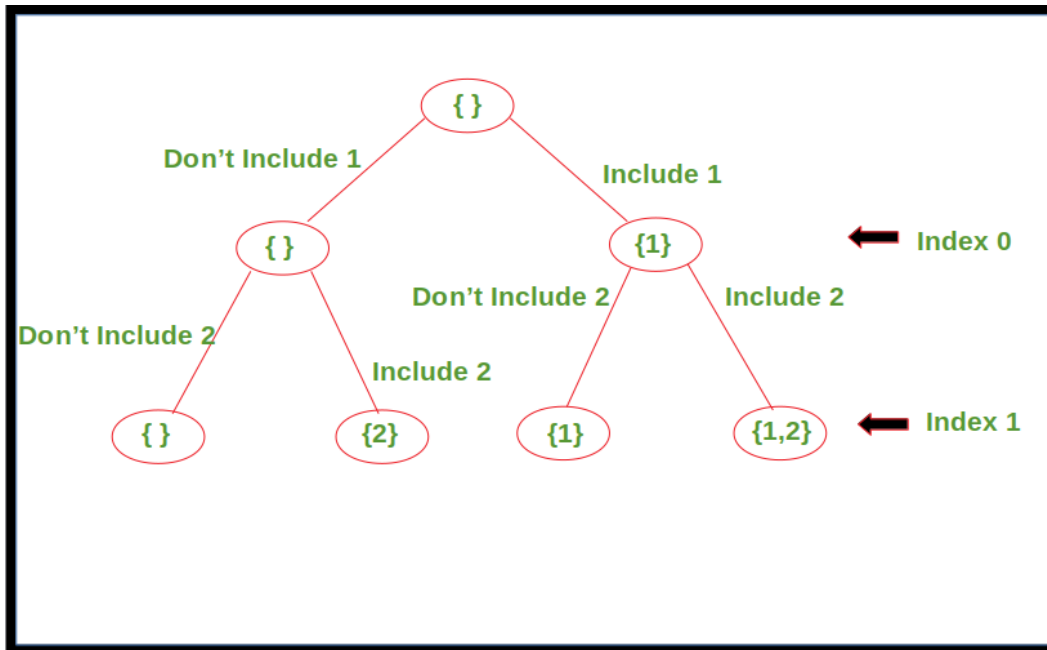 { }
Don’t Include 1
Include 1
{ }
{1}
Index 0
Don’t Include 2
Include 2
Don’t Include 2
Include 2
{ }
{2}
{1}
{1,2}
Index 1